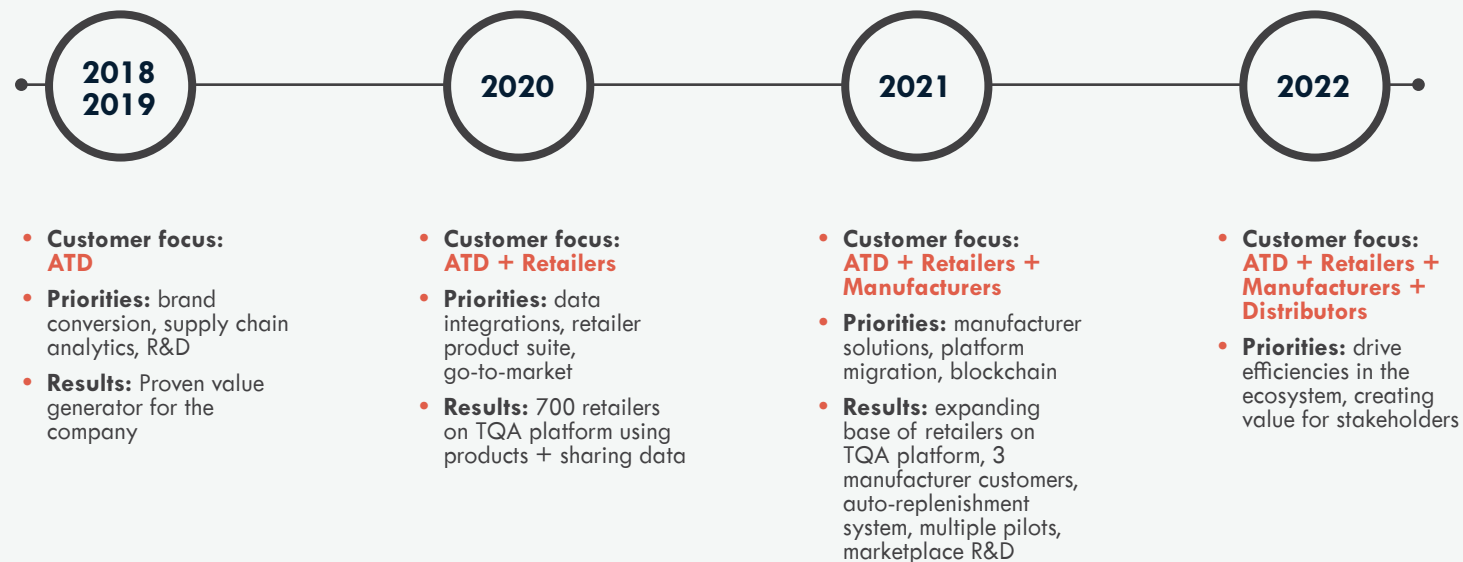 2018
2019
2020
2021
2022
• Customer focus:
ATD
• Priorities: brand
conversion, supply chain
analytics, R&D
• Results: Proven value
generator for the
company
• Customer focus:
ATD + Retailers
• Priorities: data
integrations, retailer
product suite,
go-to-market
• Results: 700 retailers
on TQA platform using
products + sharing data
• Customer focus:
ATD + Retailers +
Manufacturers
• Priorities: manufacturer
solutions, platform
migration, blockchain
• Results: expanding
base of retailers on
TQA platform, 3
manufacturer customers,
auto-replenishment
system, multiple pilots,
marketplace R&D
• Customer focus:
ATD + Retailers +
Manufacturers +
Distributors
• Priorities: drive
efficiencies in the
ecosystem, creating
value for stakeholders